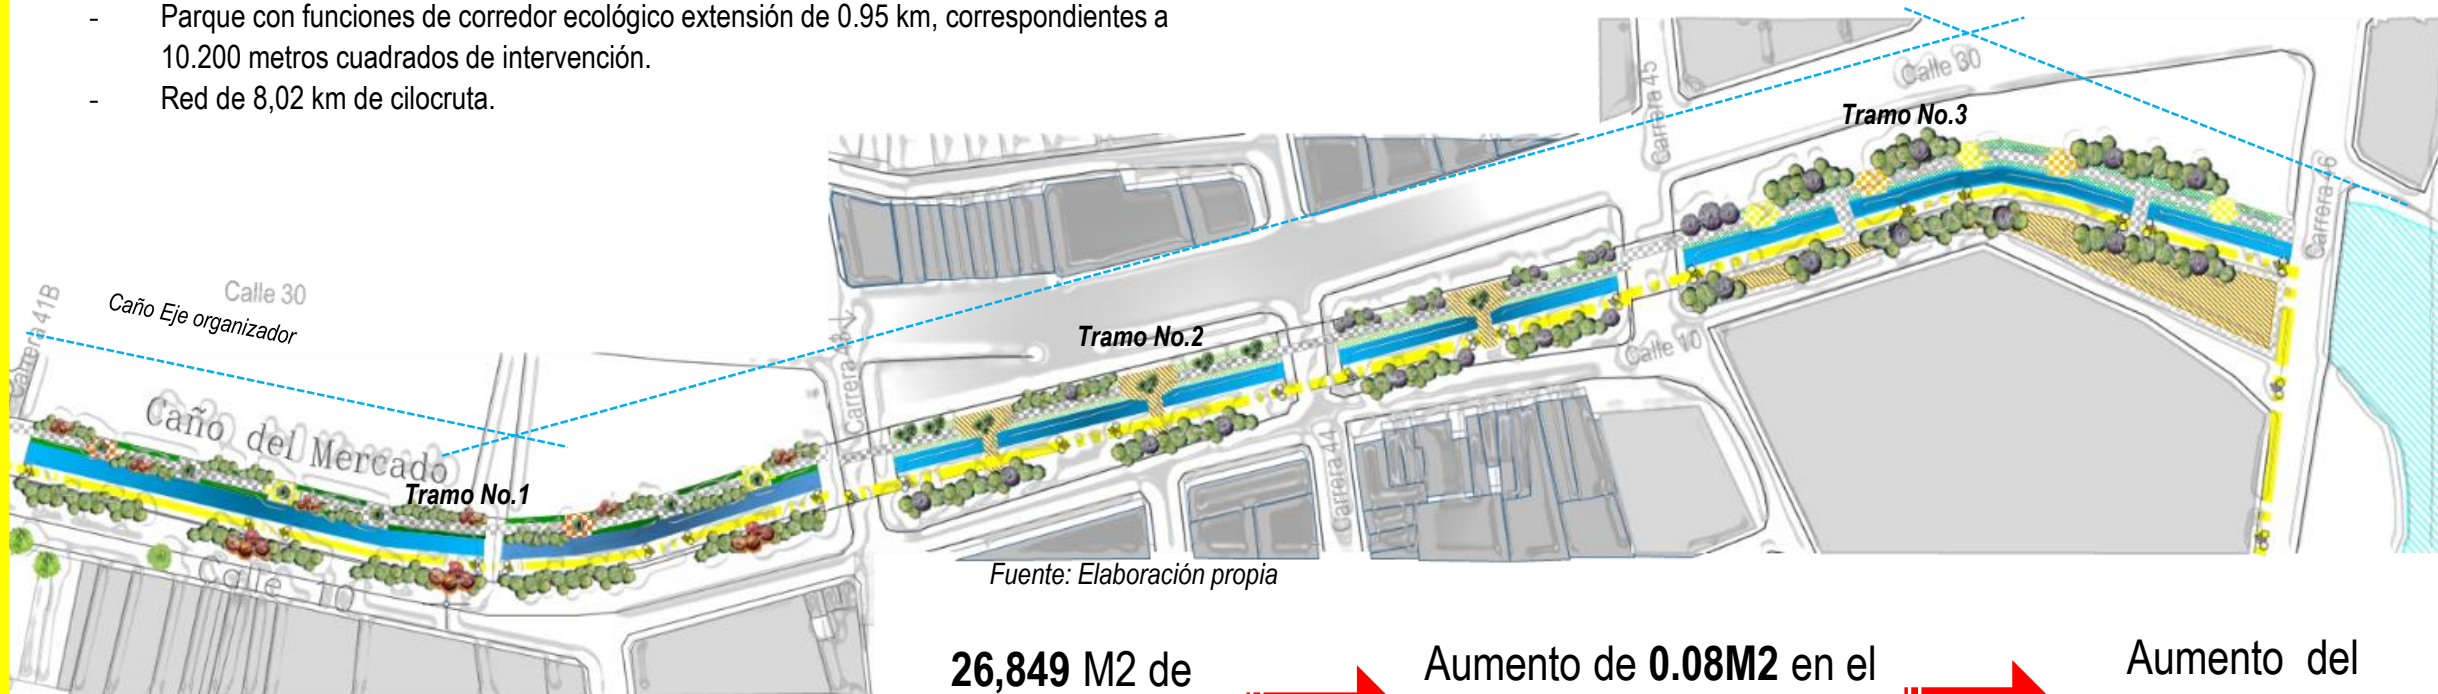 - Parque con funciones de corredor ecológico extensión de 0.95 km, correspondientes a
10.200 metros cuadrados de intervención.
- Red de 8,02 km de cilocruta.
Calle 30
Carrera 45
Tramo No.3
Carrera 46
Calle 30
Carrera 41B
Caño Eje organizador
Tramo No.2
Carrera 43
Calle 10
Caño del Mercado
Tramo No.1
Carrera 44
Calle 10
Fuente: Elaboración propia
26,849 M2 de
Aumento de 0.08M2 en el
Aumento del